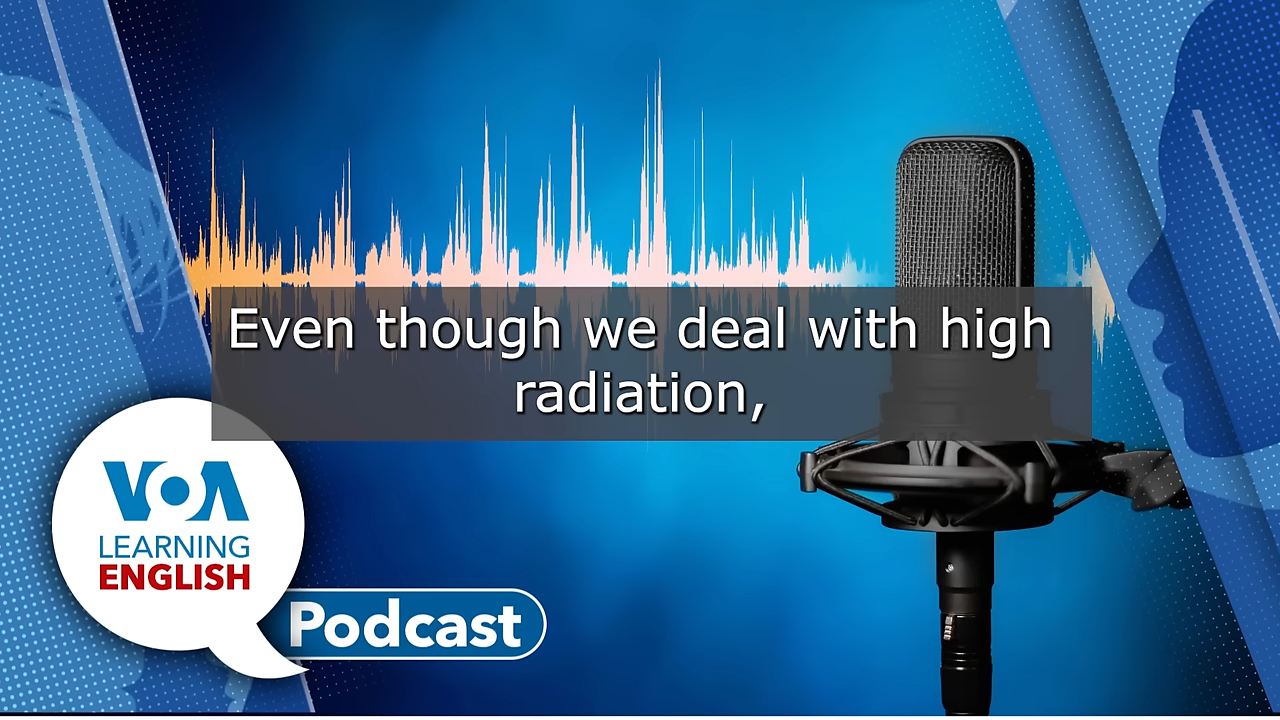 Even though we deal with high
radiation,
VOA
LEARNING
ENGLISH
Podcast